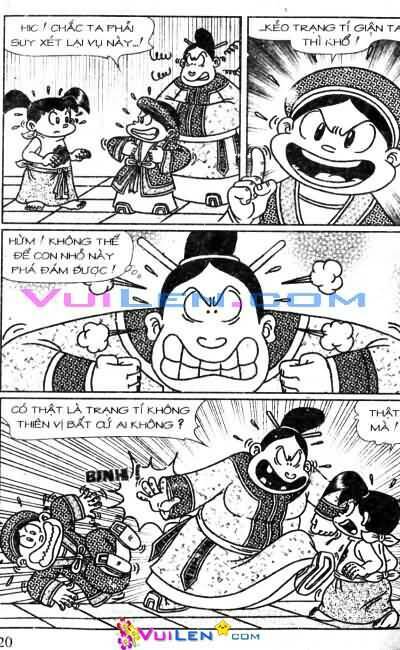 HIC ! CHẮC TA PHẢI
SUY XÉT LẠI VỤ NÀY...!
...KẺO TRẠNG TÍ GIẬN TA
THÌ KHỔ !
HỪM ! KHÔNG THỂ
ĐỂ CON NHỎ NÀY
PHÁ ĐÁM ĐƯỢC !
VUILEN.COM
CÓ THẬT LÀ TRẠNG TÍ KHÔNG
THIÊN VỊ BẤT CỨ AI KHÔNG ?
THẬT
MÀ !
BINH !
20
VUILEN.COM